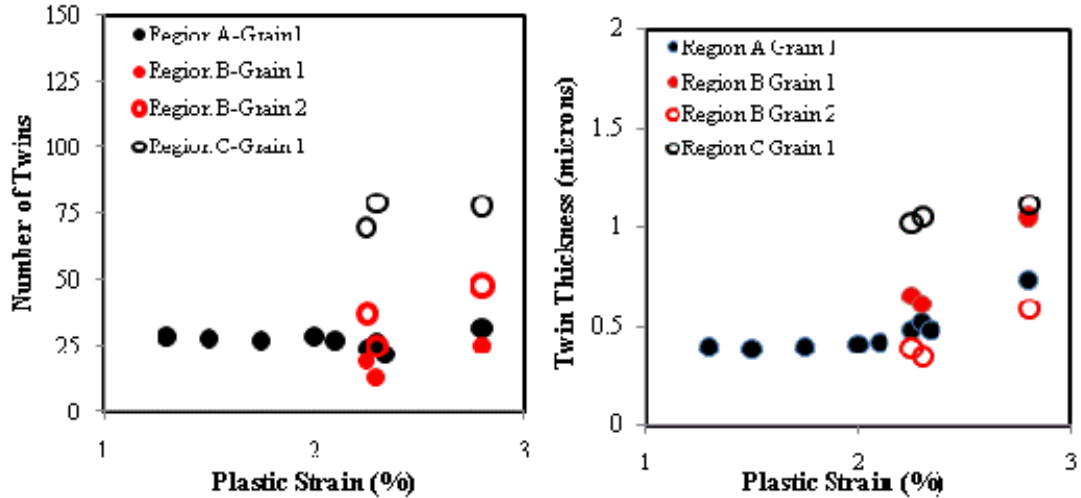 150
125
100
75
50
25
0
Number of Twins
Region A-Grain1
Region B-Grain 1
Region B-Grain 2
Region C-Grain 1
1
2
3
Plastic Strain (%)
2
1.5
1
0.5
0
Twin Thickness (microns)
Region A Grain 1
Region B Grain 1
Region B Grain 2
Region C Grain 1
1
2
3
Plastic Strain (%)